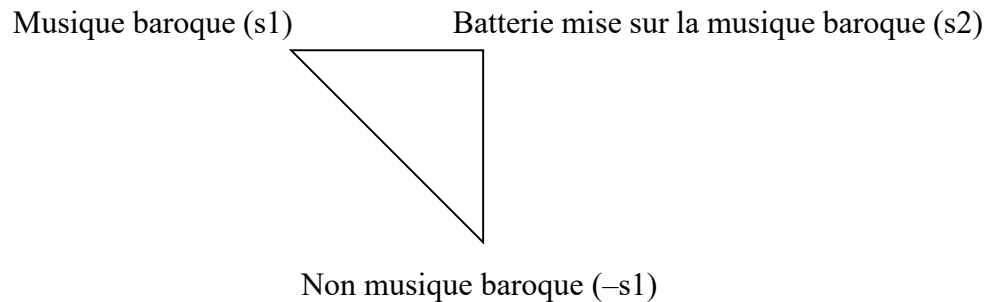 Musique baroque (s1)
Batterie mise sur la musique baroque (s2)
Non musique baroque (–s1)